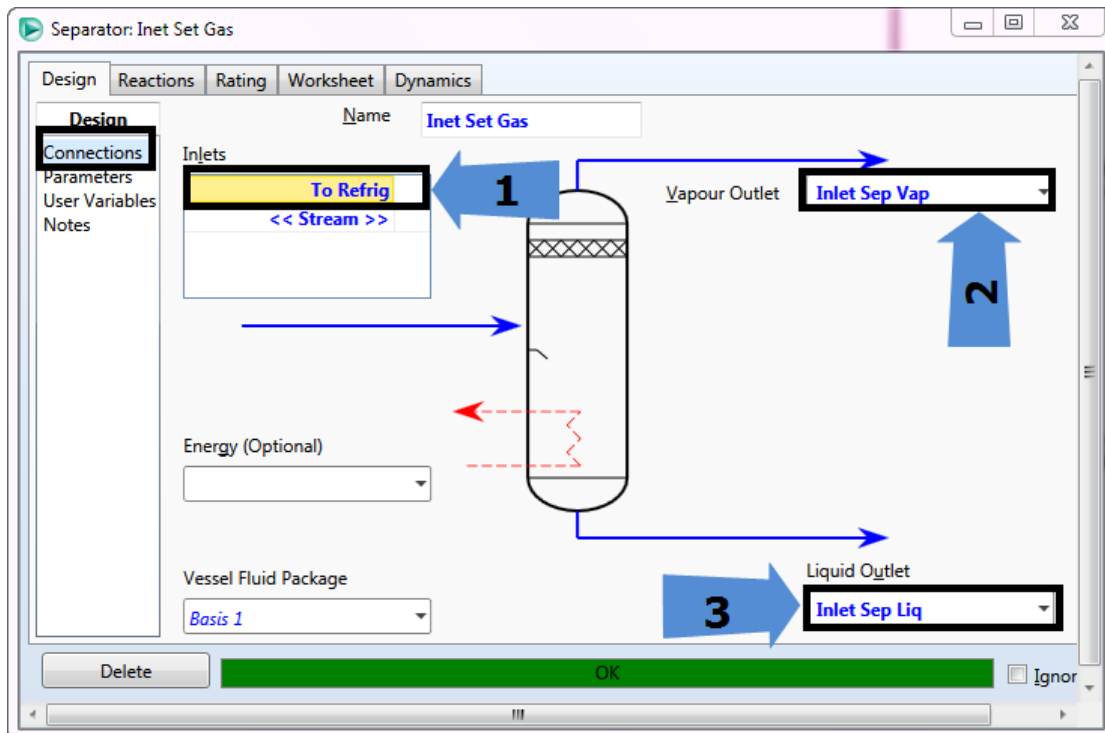 Separator: Inet Set Gas
Design Reactions Rating Worksheet Dynamics
Design
Connections
Parameters
User Variables
Notes
Name Inet Set Gas
Inlets
To Refrig
<< Stream >>
1
Vapour Outlet Inlet Sep Vap
2
Energy (Optional)
Vessel Fluid Package
Basis 1
Liquid Outlet
3 Inlet Sep Liq
Delete OK Ignor